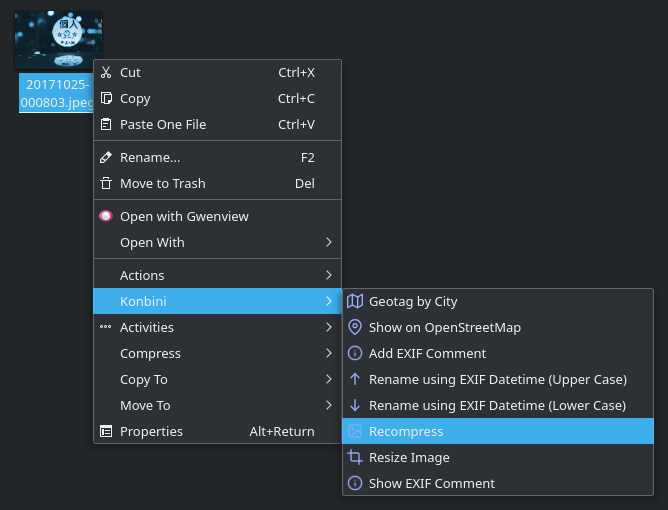 個人
20171025-
000803.jpeg
Cut Ctrl+X
Copy Ctrl+C
Paste One File Ctrl+V
Rename... F2
Move to Trash Del
Open with Gwenview
Open With
Actions
Konbini
Activities
Compress
Copy To
Move To
Properties Alt+Return
Geotag by City
Show on OpenStreetMap
Add EXIF Comment
Rename using EXIF Datetime (Upper Case)
Rename using EXIF Datetime (Lower Case)
Recompress
Resize Image
Show EXIF Comment